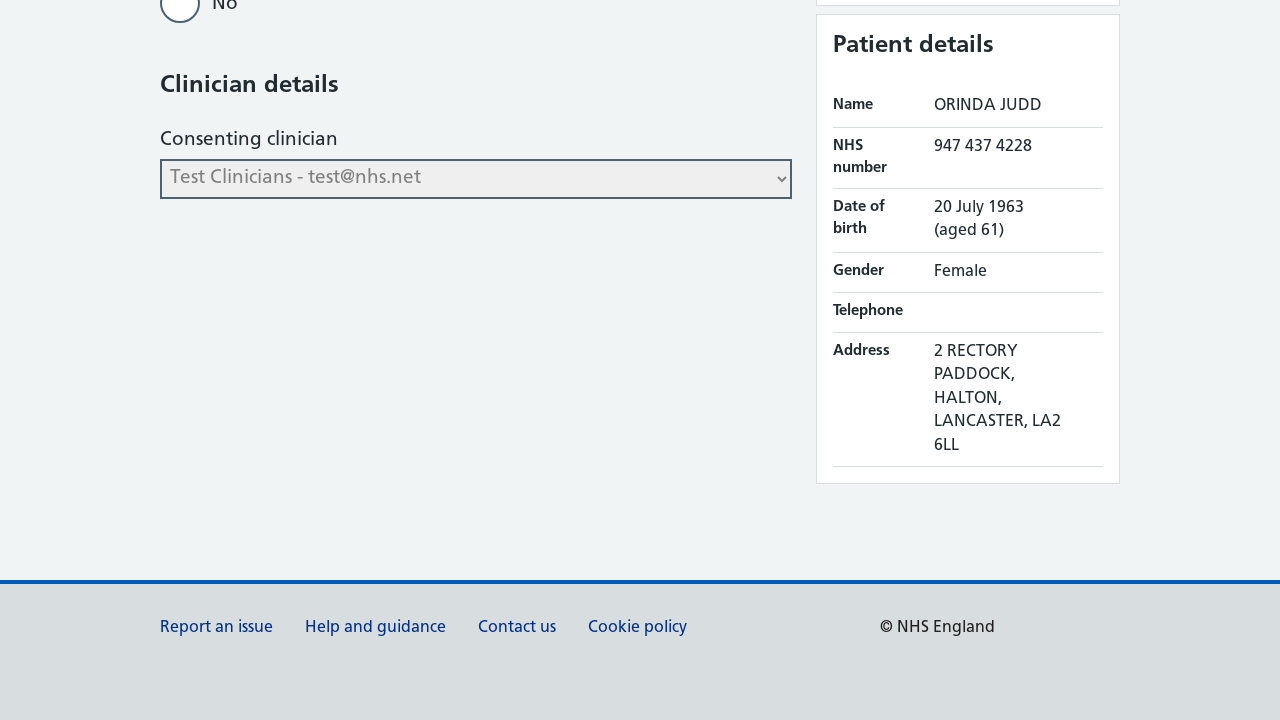 No
Clinician details
Consenting clinician
Test Clinicians - test@nhs.net
Patient details
Name ORINDA JUDD
NHS number 947 437 4228
Date of birth 20 July 1963
(aged 61)
Gender Female
Telephone
Address 2 RECTORY
PADDOCK,
HALTON,
LANCASTER, LA2
6LL
Report an issue Help and guidance Contact us Cookie policy © NHS England